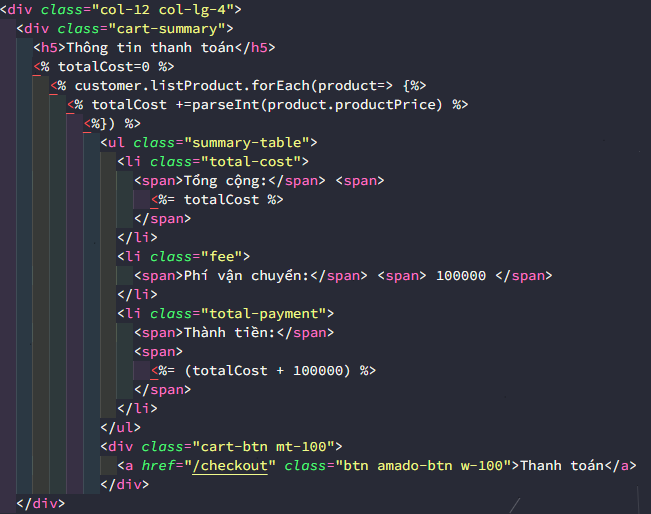 <div class="col-12 col-lg-4">
<div class="cart-summary">
<h5>Thông tin thanh toán</h5>
<% totalCost=0 %>
<% customer.listProduct.forEach(product=> {%>
<% totalCost +=parseInt(product.productPrice) %>
<%}) %>
<ul class="summary-table">
<li class="total-cost">
<span>Tổng cộng:</span> <span>
<%= totalCost %>
</span>
</li>
<li class="fee">
<span>Phí vận chuyển:</span> <span> 100000 </span>
</li>
<li class="total-payment">
<span>Thành tiền:</span>
<span>
<%= (totalCost + 100000) %>
</span>
</li>
</ul>
<div class="cart-btn mt-100">
<a href="/checkout" class="btn amado-btn w-100">Thanh toán</a>
</div>
</div>